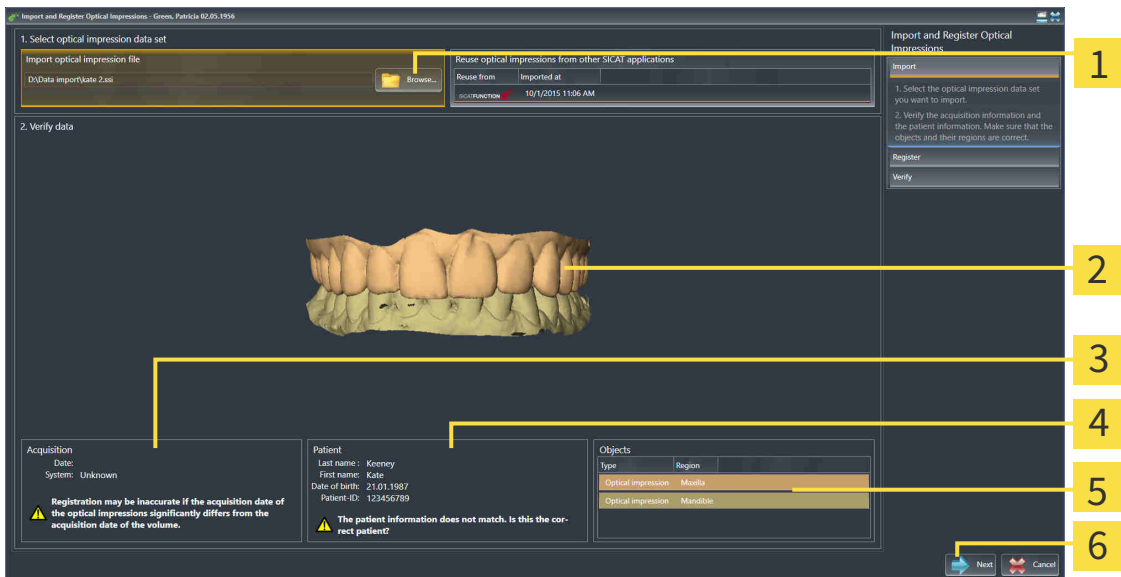 Import and Register Optical Impressions - Green, Patricia 02.05.1956
1. Select optical impression data set
Import optical impression file
D:\Data import\kate 2.ssi
Browse...
Reuse optical impressions from other SICAT applications
Reuse from Imported at
SICATFUNCTION 10/1/2015 11:06 AM
2. Verify data
Acquisition
Date:
System: Unknown
Registration may be inaccurate if the acquisition date of
the optical impressions significantly differs from the
acquisition date of the volume.
Patient
Last name : Keeney
First name: Kate
Date of birth: 21.01.1987
Patient-ID: 123456789
The patient information does not match. Is this the cor-
rect patient?
Objects
Type Region
Optical impression Maxilla
Optical impression Mandible
Import and Register Optical
Impressions
Import
1. Select the optical impression data set
you want to import.
2. Verify the acquisition information and
the patient information. Make sure that the
objects and their regions are correct.
Register
Verify
Next Cancel
1
2
3
4
5
6